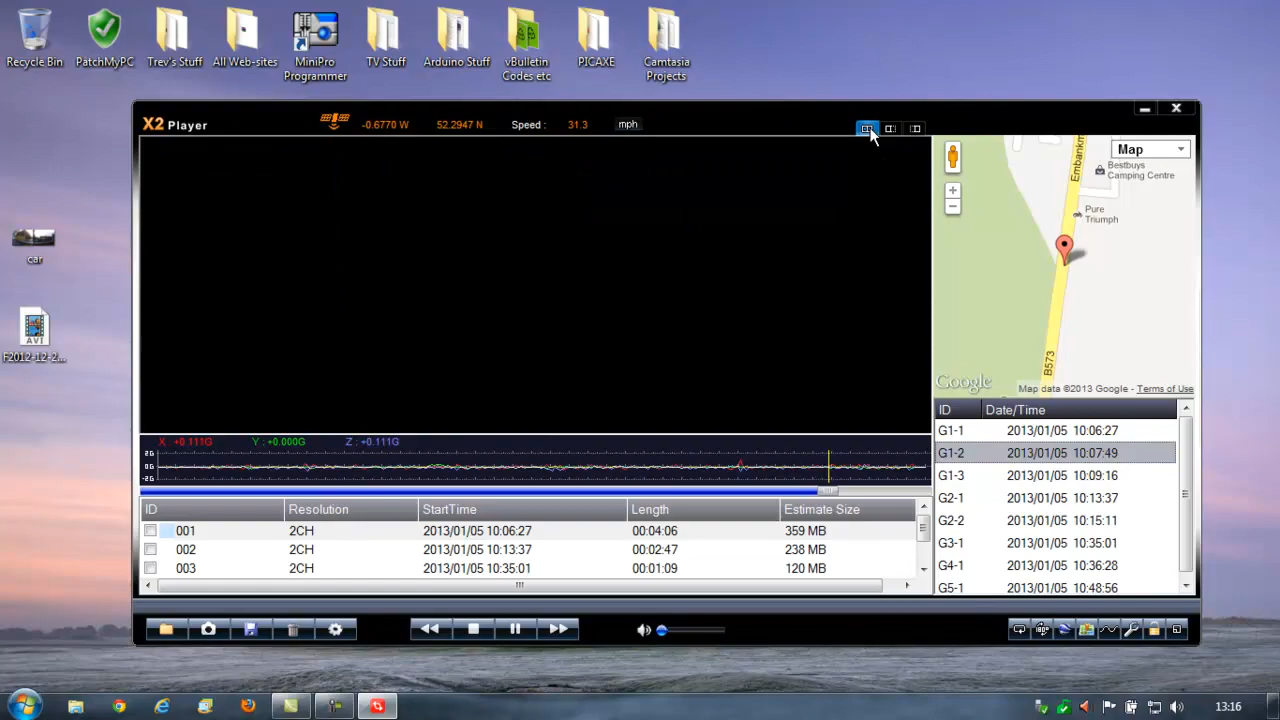 Recycle Bin
PatchMyPC
Trev's Stuff
All Web-sites
MiniPro
Programmer
TV Stuff
Arduino Stuff
vBulletin
Codes etc
PICAXE
Camtasia
Projects
car
AVI
F2012-12-2...
X2 Player
-0.6770 W
52.2947 N
Speed :
31.3
mph
Map
Embankm
Bestbuys
Camping Centre
Pure
Triumph
B573
Google
Map data ©2013 Google - Terms of Use
X : +0.111G
Y : +0.000G
Z : +0.111G
2G
0G
-2G
ID Resolution StartTime Length Estimate Size
001 2CH 2013/01/05 10:06:27 00:04:06 359 MB
002 2CH 2013/01/05 10:13:37 00:02:47 238 MB
003 2CH 2013/01/05 10:35:01 00:01:09 120 MB
ID Date/Time
G1-1 2013/01/05 10:06:27
G1-2 2013/01/05 10:07:49
G1-3 2013/01/05 10:09:16
G2-1 2013/01/05 10:13:37
G2-2 2013/01/05 10:15:11
G3-1 2013/01/05 10:35:01
G4-1 2013/01/05 10:36:28
G5-1 2013/01/05 10:48:56
13:16